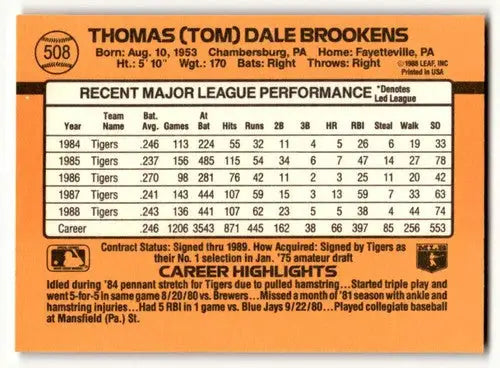 508
THOMAS (TOM) DALE BROOKENS
Born: Aug. 10, 1953 Chambersburg, PA Home: Fayetteville, PA
Ht.: 5' 10" Wgt.: 170 Bats: Right Throws: Right
© 1988 LEAF, INC
Printed in USA
RECENT MAJOR LEAGUE PERFORMANCE *Denotes Led League
Year Team Name Bat. Avg. Games At Bat Hits Runs 2B 3B HR RBI Steal Walk SO
1984 Tigers .246 113 224 55 32 11 4 5 26 6 19 33
1985 Tigers .237 156 485 115 54 34 6 7 47 14 27 78
1986 Tigers .270 98 281 76 42 11 2 3 25 11 20 42
1987 Tigers .241 143 444 107 59 15 3 13 59 7 33 63
1988 Tigers .243 136 441 107 62 23 5 5 38 4 44 74
Career .246 1206 3543 871 445 162 38 66 397 85 256 553
Contract Status: Signed thru 1989. How Acquired: Signed by Tigers as
their No. 1 selection in Jan. '75 amateur draft
CAREER HIGHLIGHTS
Idled during '84 pennant stretch for Tigers due to pulled hamstring...Started triple play and
went 5-for-5 in same game 8/20/80 vs. Brewers...Missed a month of '81 season with ankle and
hamstring injuries...Had 5 RBI in 1 game vs. Blue Jays 9/22/80...Played collegiate baseball
at Mansfield (Pa.) St.